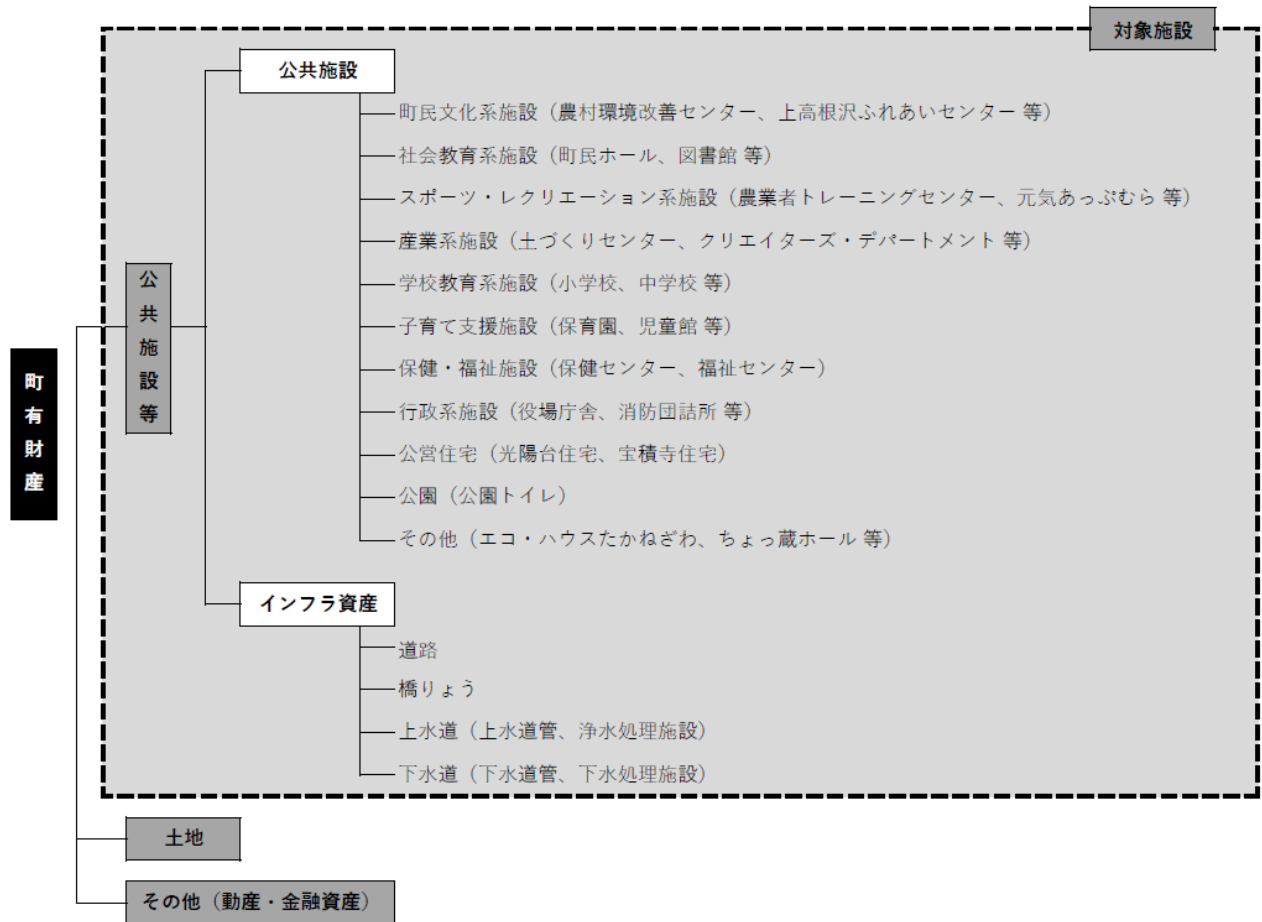 対象施設
公共施設
町民文化系施設（農村環境改善センター、上高根沢ふれあいセンター 等）
社会教育系施設（町民ホール、図書館 等）
スポーツ・レクリエーション系施設（農業者トレーニングセンター、元気あっぷむら 等）
産業系施設（土づくりセンター、クリエイターズ・デパートメント 等）
学校教育系施設（小学校、中学校 等）
子育て支援施設（保育園、児童館 等）
保健・福祉施設（保健センター、福祉センター）
行政系施設（役場庁舎、消防団詰所 等）
公営住宅（光陽台住宅、宝積寺住宅）
公園（公園トイレ）
その他（エコ・ハウスたかねざわ、ちょっ蔵ホール 等）
公共施設等
町有財産
インフラ資産
道路
橋りょう
上水道（上水道管、浄水処理施設）
下水道（下水道管、下水処理施設）
土地
その他（動産・金融資産）